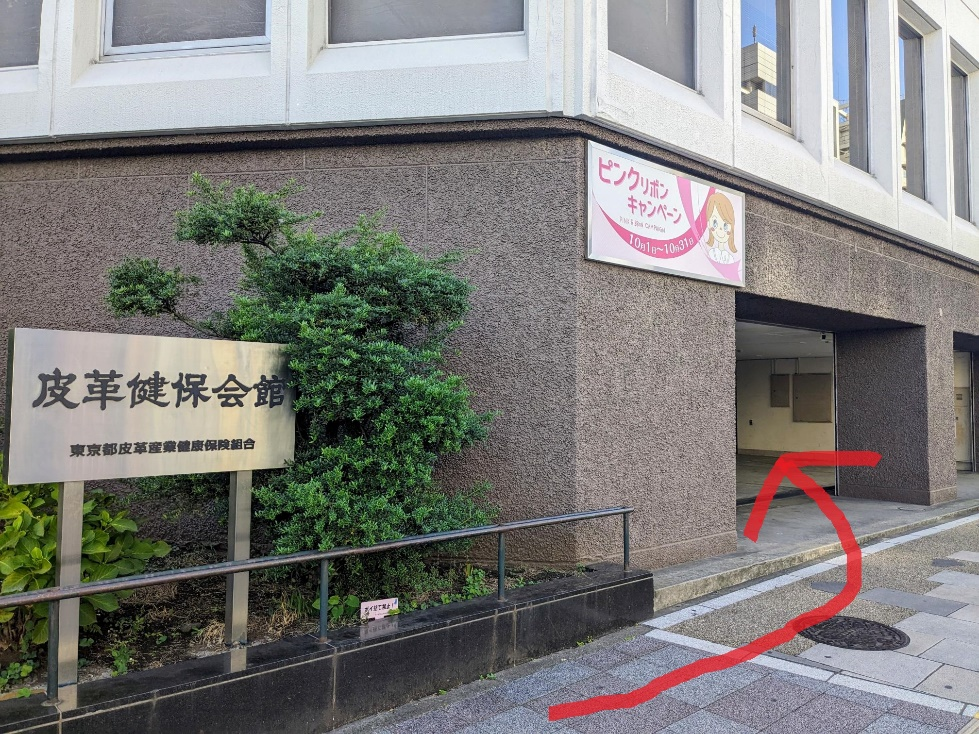 皮革健保会館
東京都皮革産業健康保険組合
ピンクリボン
キャンペーン
10月1日~10月31日